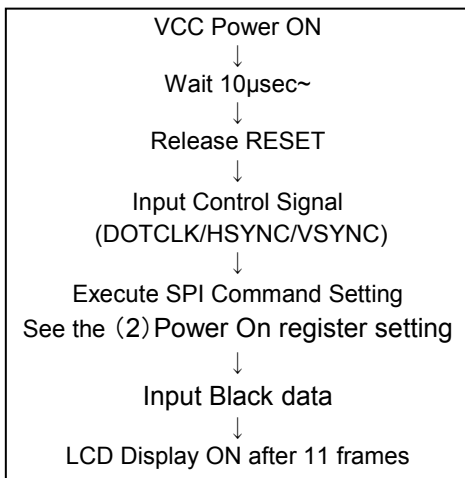 VCC Power ON
↓
Wait 10μsec~
↓
Release RESET
↓
Input Control Signal
(DOTCLK/HSYNC/VSYNC)
↓
Execute SPI Command Setting
See the（2）Power On register setting
↓
Input Black data
↓
LCD Display ON after 11 frames